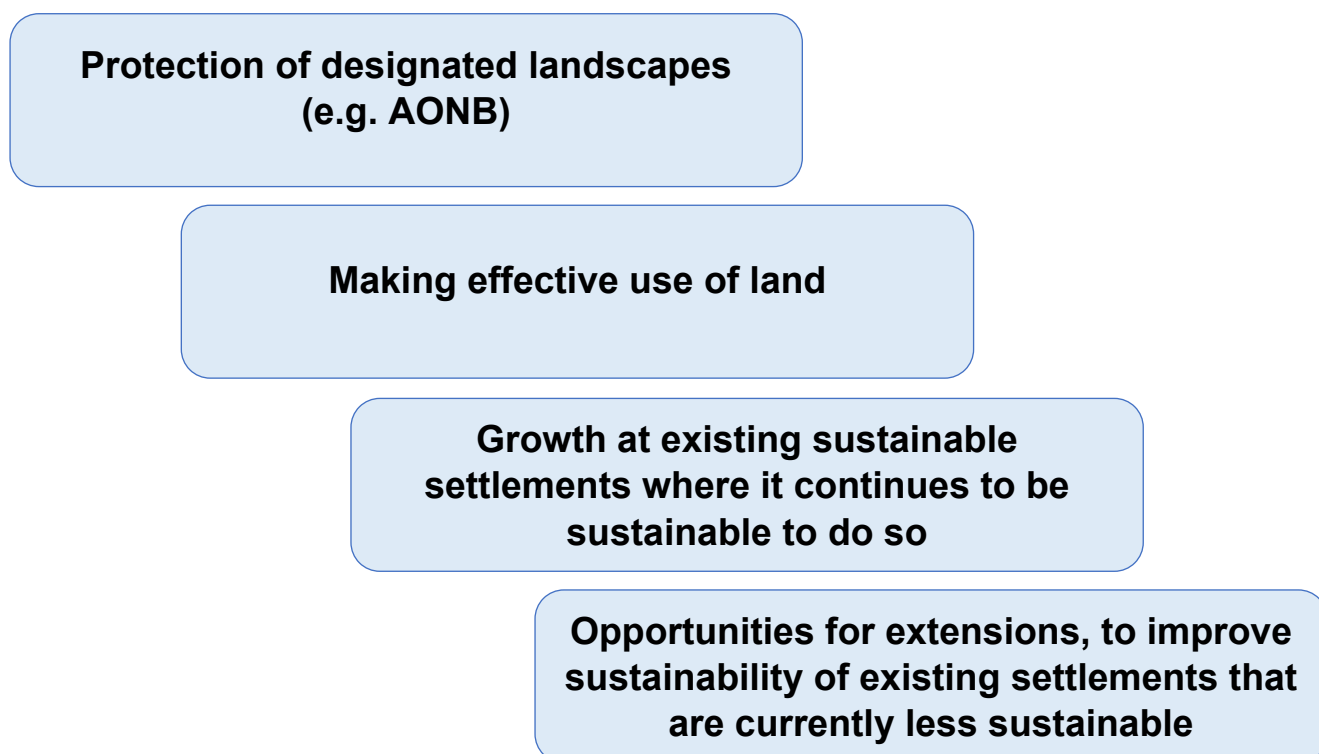 Protection of designated landscapes
(e.g. AONB)
Making effective use of land
Growth at existing sustainable
settlements where it continues to be
sustainable to do so
Opportunities for extensions, to improve
sustainability of existing settlements that
are currently less sustainable